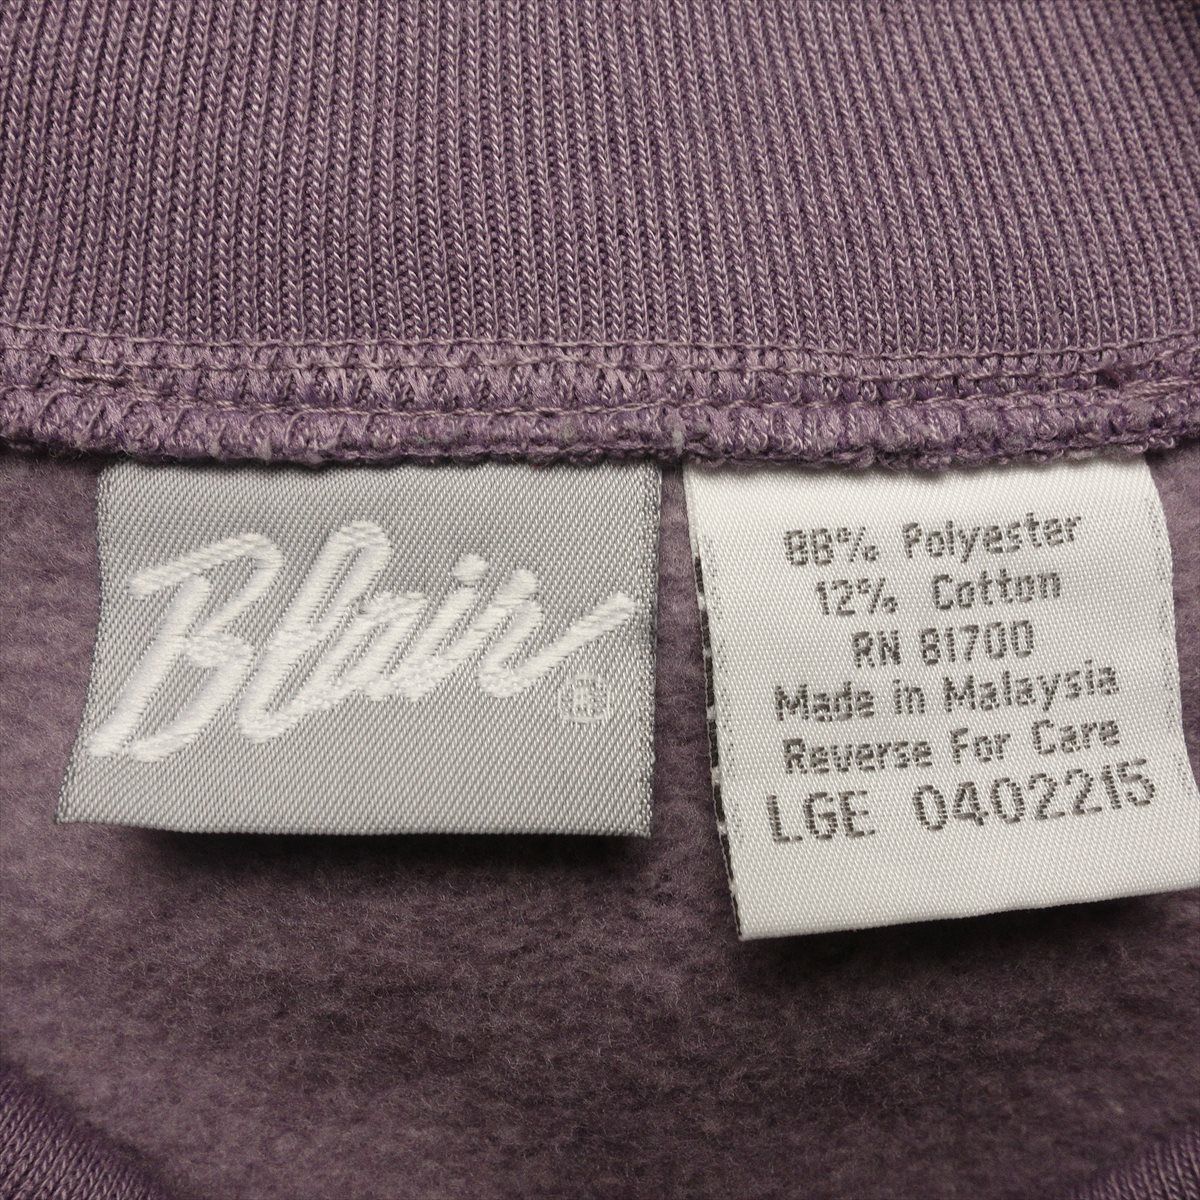 Blair®
88% Polyester
12% Cotton
RN 81700
Made in Malaysia
Reverse For Care
LGE 0402215